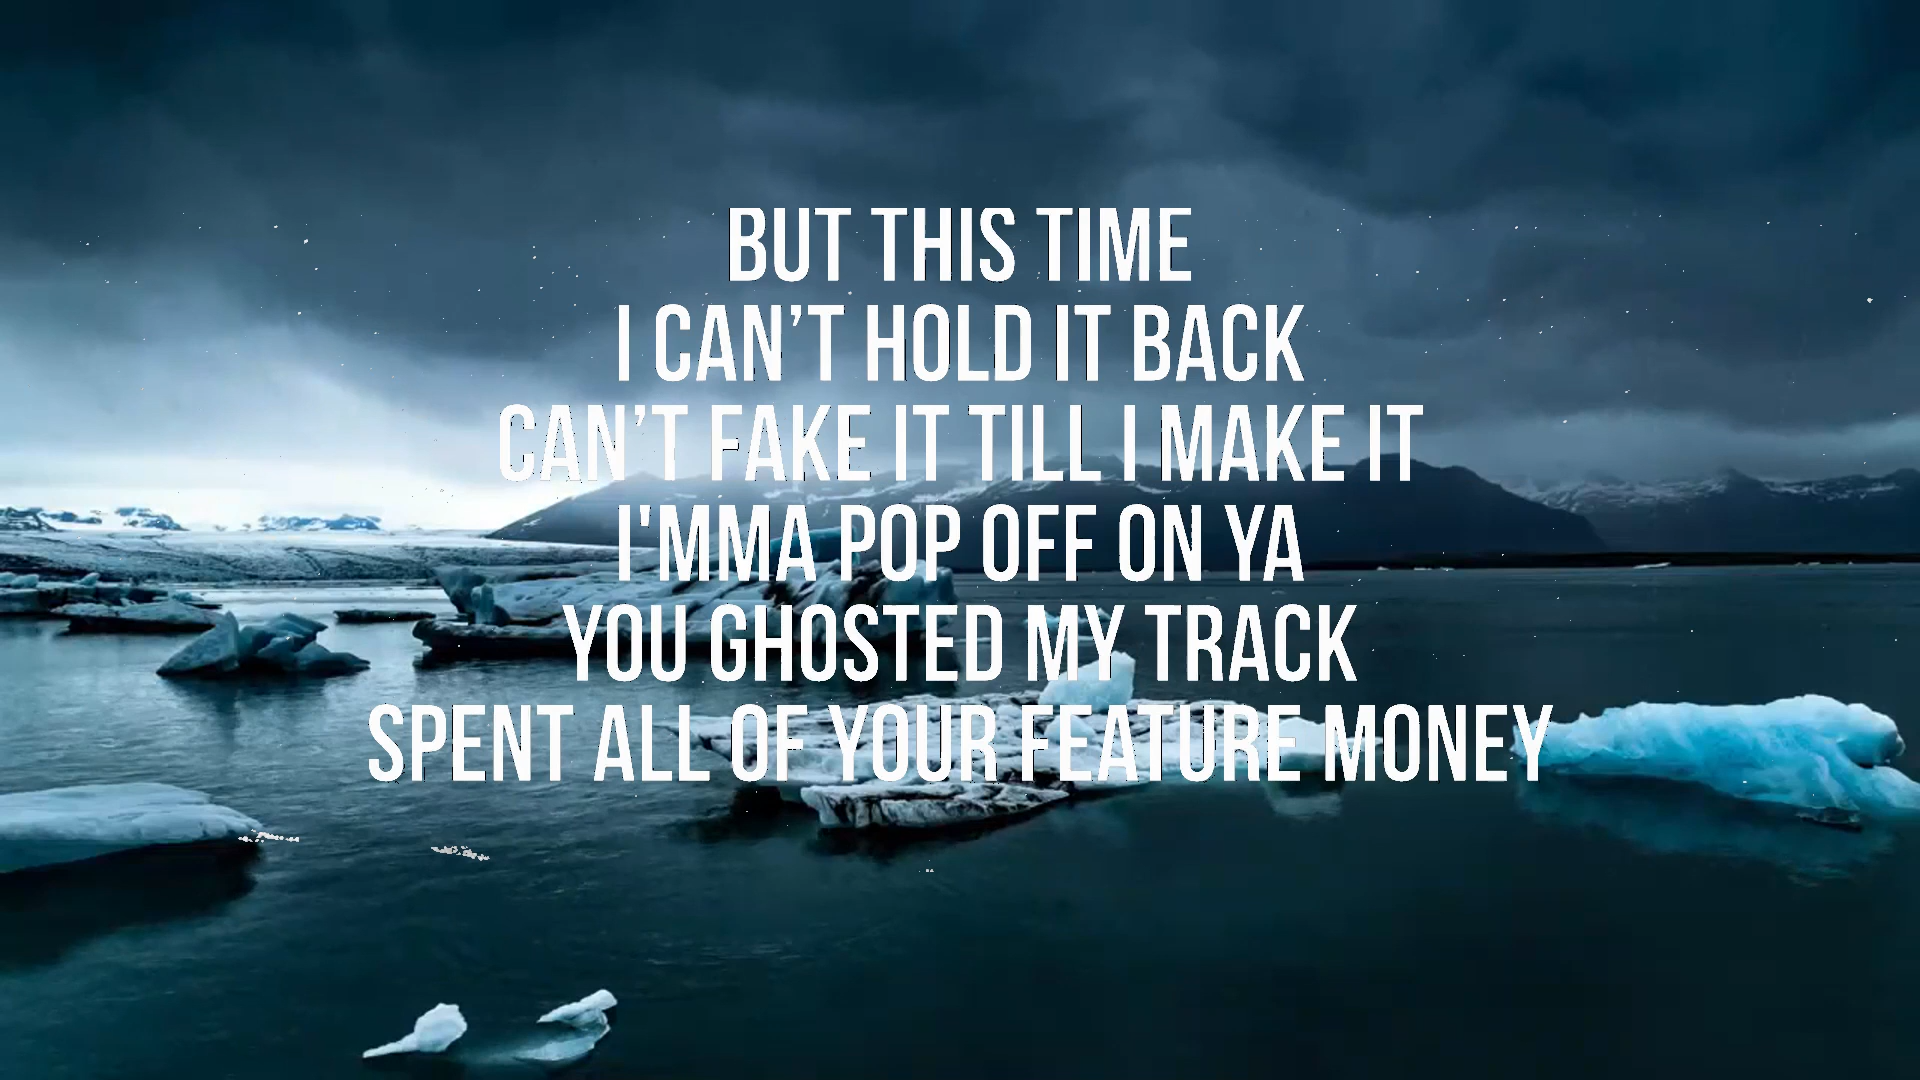 BUT THIS TIME
I CAN’T HOLD IT BACK
CAN’T FAKE IT TILL I MAKE IT
I'MMA POP OFF ON YA
YOU GHOSTED MY TRACK
SPENT ALL OF YOUR FEATURE MONEY